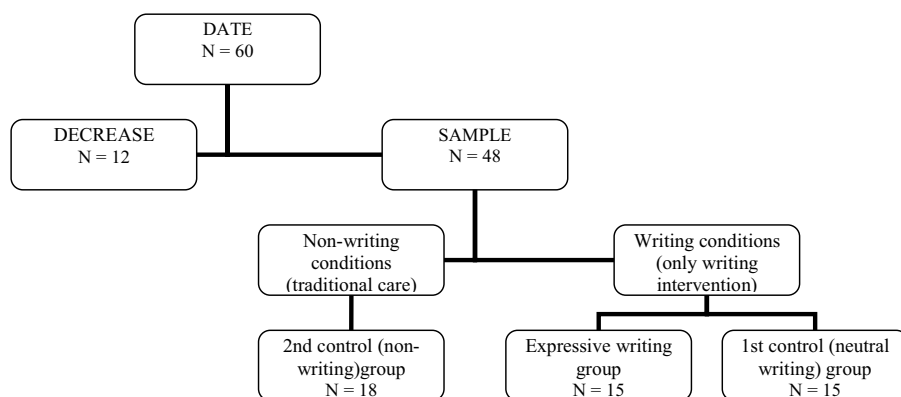 DATE
N = 60
DECREASE
N = 12
SAMPLE
N = 48
Non-writing
conditions
(traditional care)
Writing conditions
(only writing
intervention)
2nd control (non-
writing)group
N = 18
Expressive writing
group
N = 15
1st control (neutral
writing) group
N = 15